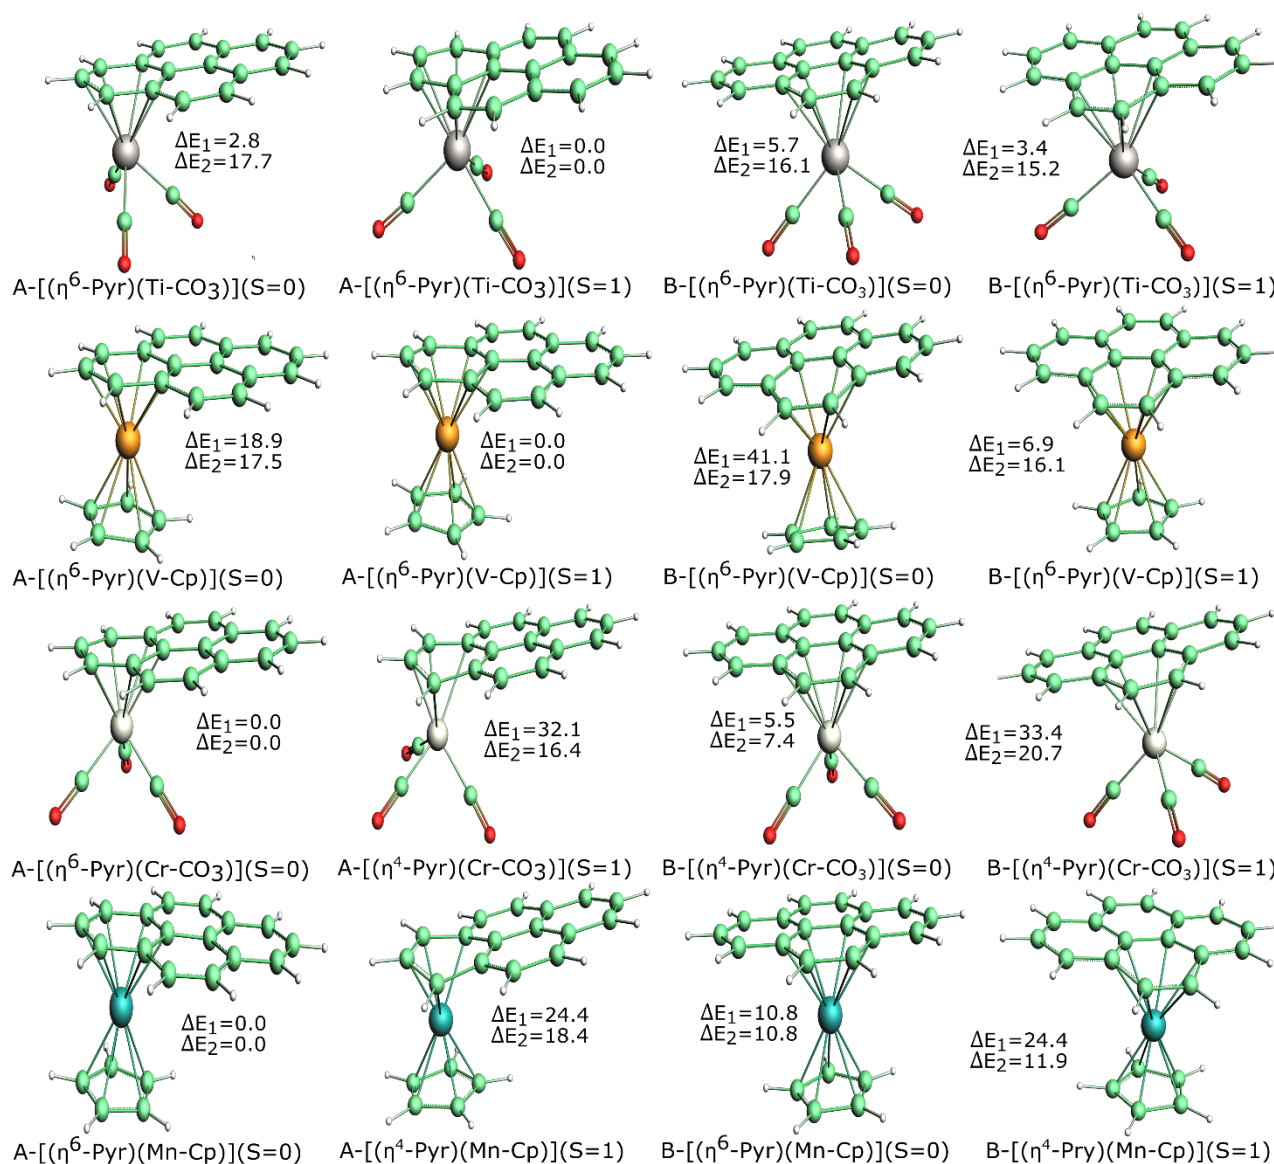 ΔE₁=2.8
ΔE₂=17.7
ΔE₁=0.0
ΔE₂=0.0
ΔE₁=5.7
ΔE₂=16.1
ΔE₁=3.4
ΔE₂=15.2
A-[(η⁶-Pyr)(Ti-CO3)](S=0)
A-[(η⁶-Pyr)(Ti-CO3)](S=1)
B-[(η⁶-Pyr)(Ti-CO₃)](S=0)
B-[(η⁶-Pyr)(Ti-CO₃)](S=1)
ΔE₁=18.9
ΔE₂=17.5
ΔE₁=0.0
ΔE₂=0.0
ΔE₁=41.1
ΔE₂=17.9
ΔE₁=6.9
ΔE₂=16.1
A-[(η⁶-Pyr)(V-Cp)](S=0)
A-[(η⁶-Pyr)(V-Cp)](S=1)
B-[(η⁶-Pyr)(V-Cp)](S=0)
B-[(η⁶-Pyr)(V-Cp)](S=1)
ΔE₁=0.0
ΔE₂=0.0
ΔE₁=32.1
ΔE₂=16.4
ΔE₁=5.5
ΔE₂=7.4
ΔE₁=33.4
ΔE₂=20.7
A-[(η⁶-Pyr)(Cr-CO3)](S=0)
A-[(η⁴-Pyr)(Cr-CO3)](S=1)
B-[(η⁴-Pyr)(Cr-CO₃)](S=0)
B-[(η⁴-Pyr)(Cr-CO₃)](S=1)
ΔE₁=0.0
ΔE₂=0.0
ΔE₁=24.4
ΔE₂=18.4
ΔE₁=10.8
ΔE₂=10.8
ΔE₁=24.4
ΔE₂=11.9
A-[(η⁶-Pyr)(Mn-Cp)](S=0)
A-[(η⁴-Pyr)(Mn-Cp)](S=1)
B-[(η⁶-Pyr)(Mn-Cp)](S=0)
B-[(η⁴-Pry)(Mn-Cp)](S=1)